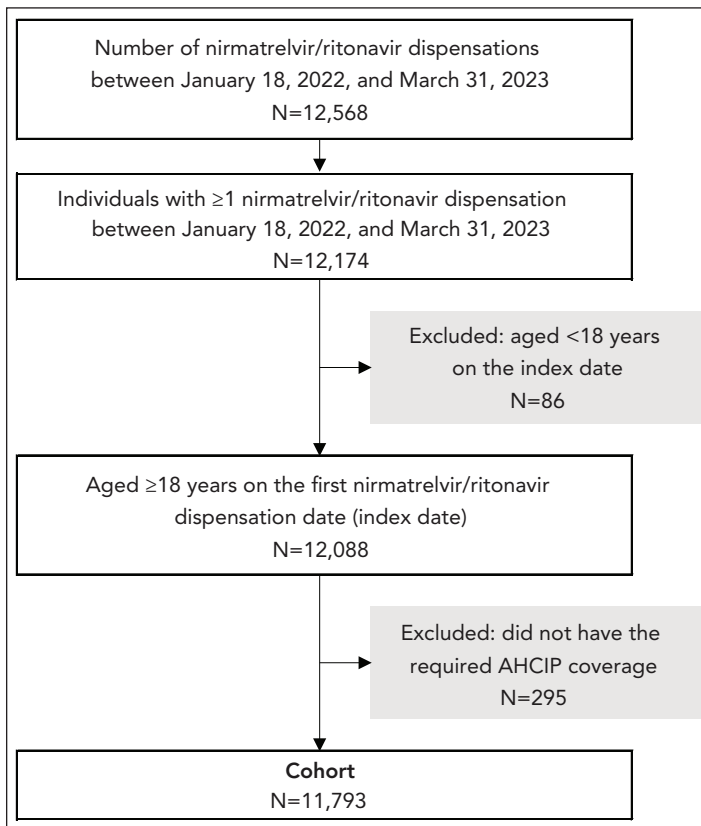 Number of nirmatrelvir/ritonavir dispensations
between January 18, 2022, and March 31, 2023
N=12,568
Individuals with ≥1 nirmatrelvir/ritonavir dispensation
between January 18, 2022, and March 31, 2023
N=12,174
Excluded: aged <18 years
on the index date
N=86
Aged ≥18 years on the first nirmatrelvir/ritonavir
dispensation date (index date)
N=12,088
Excluded: did not have the
required AHCIP coverage
N=295
Cohort
N=11,793